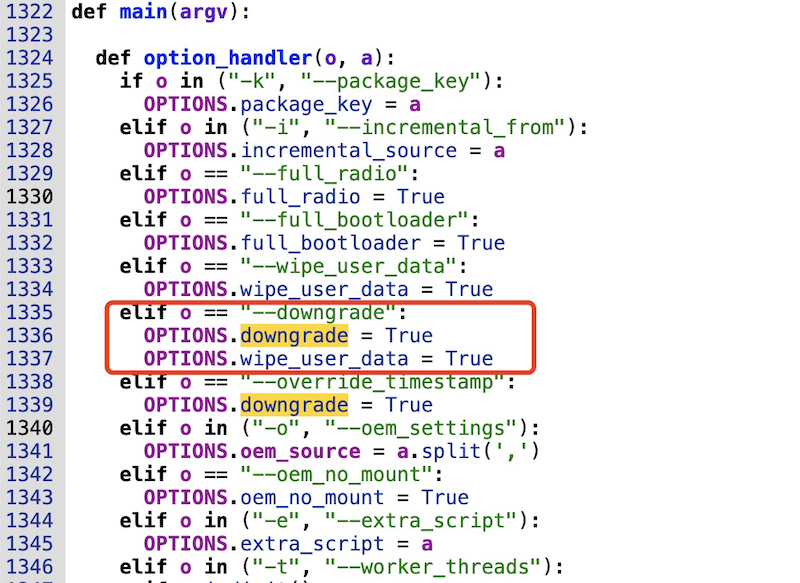 1322 def main(argv):
1323
1324   def option_handler(o, a):
1325     if o in ("-k", "--package_key"):
1326       OPTIONS.package_key = a
1327     elif o in ("-i", "--incremental_from"):
1328       OPTIONS.incremental_source = a
1329     elif o == "--full_radio":
1330       OPTIONS.full_radio = True
1331     elif o == "--full_bootloader":
1332       OPTIONS.full_bootloader = True
1333     elif o == "--wipe_user_data":
1334       OPTIONS.wipe_user_data = True
1335     elif o == "--downgrade":
1336       OPTIONS.downgrade = True
1337       OPTIONS.wipe_user_data = True
1338     elif o == "--override_timestamp":
1339       OPTIONS.downgrade = True
1340     elif o in ("-o", "--oem_settings"):
1341       OPTIONS.oem_source = a.split(',')
1342     elif o == "--oem_no_mount":
1343       OPTIONS.oem_no_mount = True
1344     elif o in ("-e", "--extra_script"):
1345       OPTIONS.extra_script = a
1346     elif o in ("-t", "--worker_threads"):